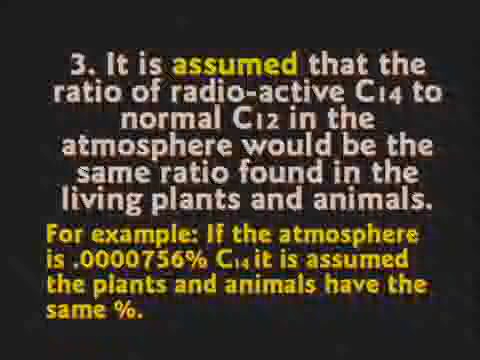 3. It is assumed that the
ratio of radio-active C14 to
normal C12 in the
atmosphere would be the
same ratio found in the
living plants and animals.
For example: If the atmosphere
is .0000756% C14 it is assumed
the plants and animals have the
same %.